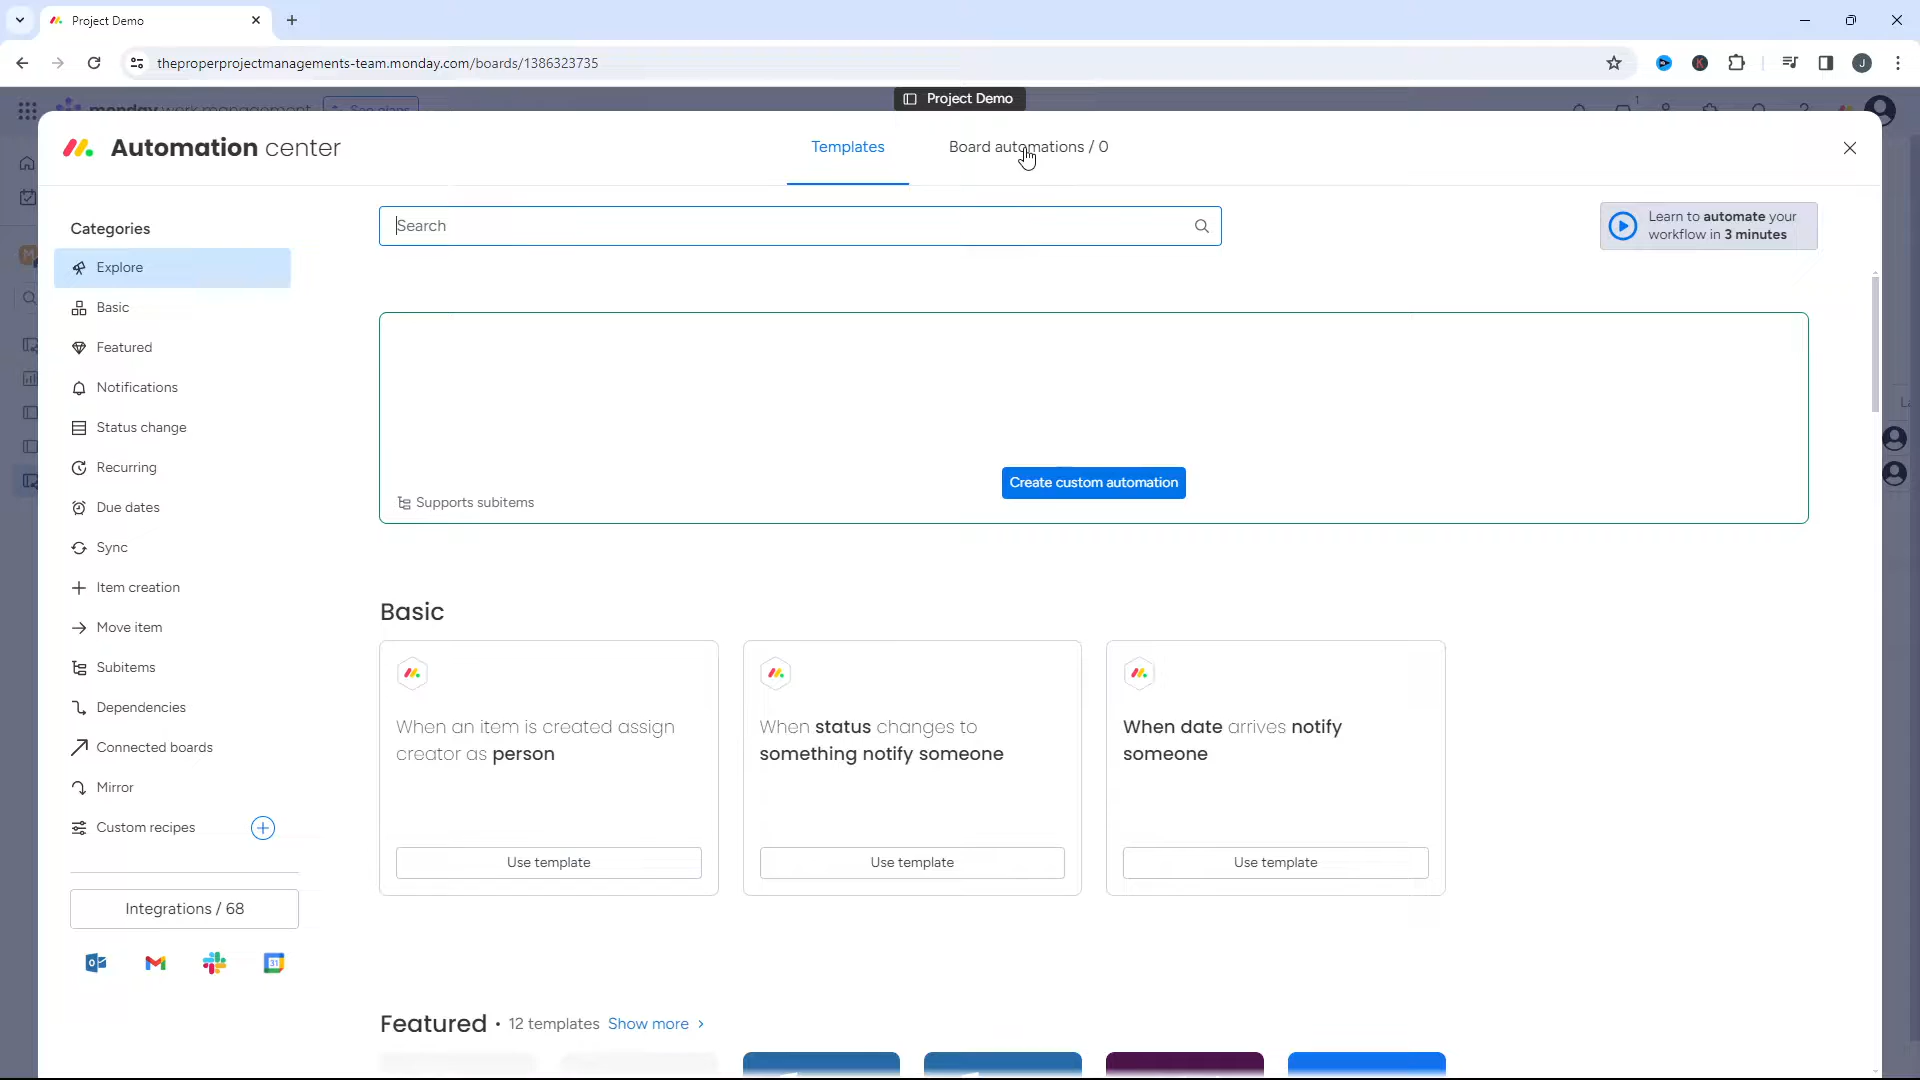 Project Demo
theproperprojectmanagements-team.monday.com/boards/1386323735
J
monday work management
See plans
1
Project Demo
Automation center
Templates
Board automations / 0
Categories
Search
Learn to automate your
workflow in 3 minutes
Explore
Basic
Featured
Notifications
Status change
Recurring
Due dates
Sync
Item creation
Move item
Subitems
Dependencies
Connected boards
Mirror
Custom recipes
Integrations / 68
31
Create custom automation
Supports subitems
Basic
When an item is created assign
creator as person
Use template
When status changes to
something notify someone
Use template
When date arrives notify
someone
Use template
Featured • 12 templates Show more >